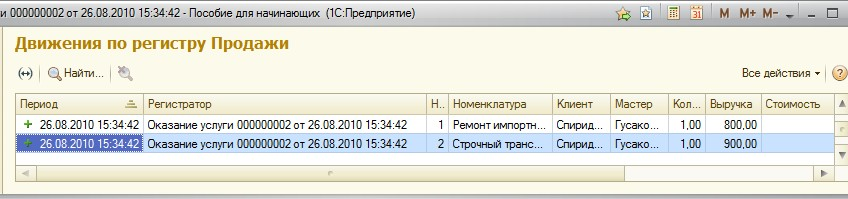 и 000000002 от 26.08.2010 15:34:42 - Пособие для начинающих (1С:Предприятие)
M M+ M-
Движения по регистру Продажи
Найти...
Все действия
Период Регистратор Н.. Номенклатура Клиент Мастер Кол... Выручка Стоимость
26.08.2010 15:34:42 Оказание услуги 000000002 от 26.08.2010 15:34:42 1 Ремонт импортн... Спирид... Гусако... 1,00 800,00
26.08.2010 15:34:42 Оказание услуги 000000002 от 26.08.2010 15:34:42 2 Строчный транс... Спирид... Гусако... 1,00 900,00